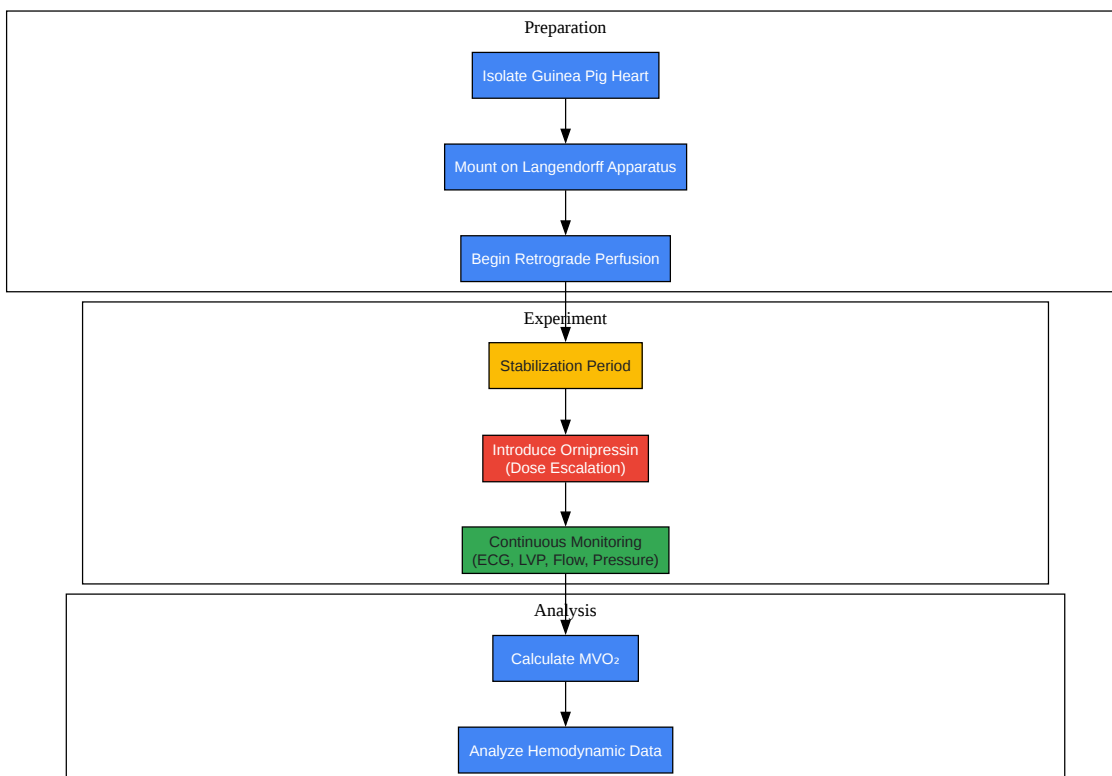 Preparation
Isolate Guinea Pig Heart
Mount on Langendorff Apparatus
Begin Retrograde Perfusion
Experiment
Stabilization Period
Introduce Ornipressin
(Dose Escalation)
Continuous Monitoring
(ECG, LVP, Flow, Pressure)
Analysis
Calculate MVO₂
Analyze Hemodynamic Data